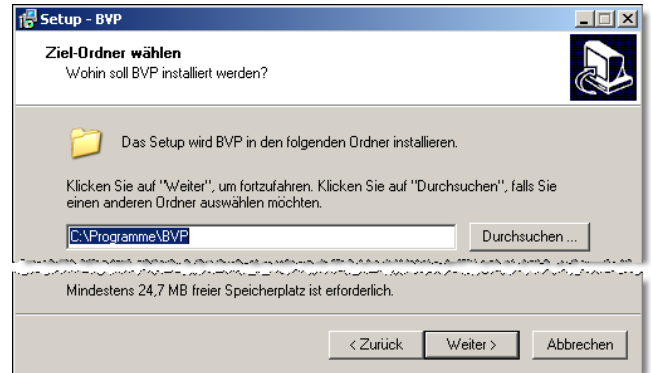 Setup - BVP
Ziel-Ordner wählen
Wohin soll BVP installiert werden?
Das Setup wird BVP in den folgenden Ordner installieren.
Klicken Sie auf "Weiter", um fortzufahren. Klicken Sie auf "Durchsuchen", falls Sie
einen anderen Ordner auswählen möchten.
C:\Programme\BVP
Durchsuchen ...
Mindestens 24,7 MB freier Speicherplatz ist erforderlich.
< Zurück
Weiter >
Abbrechen